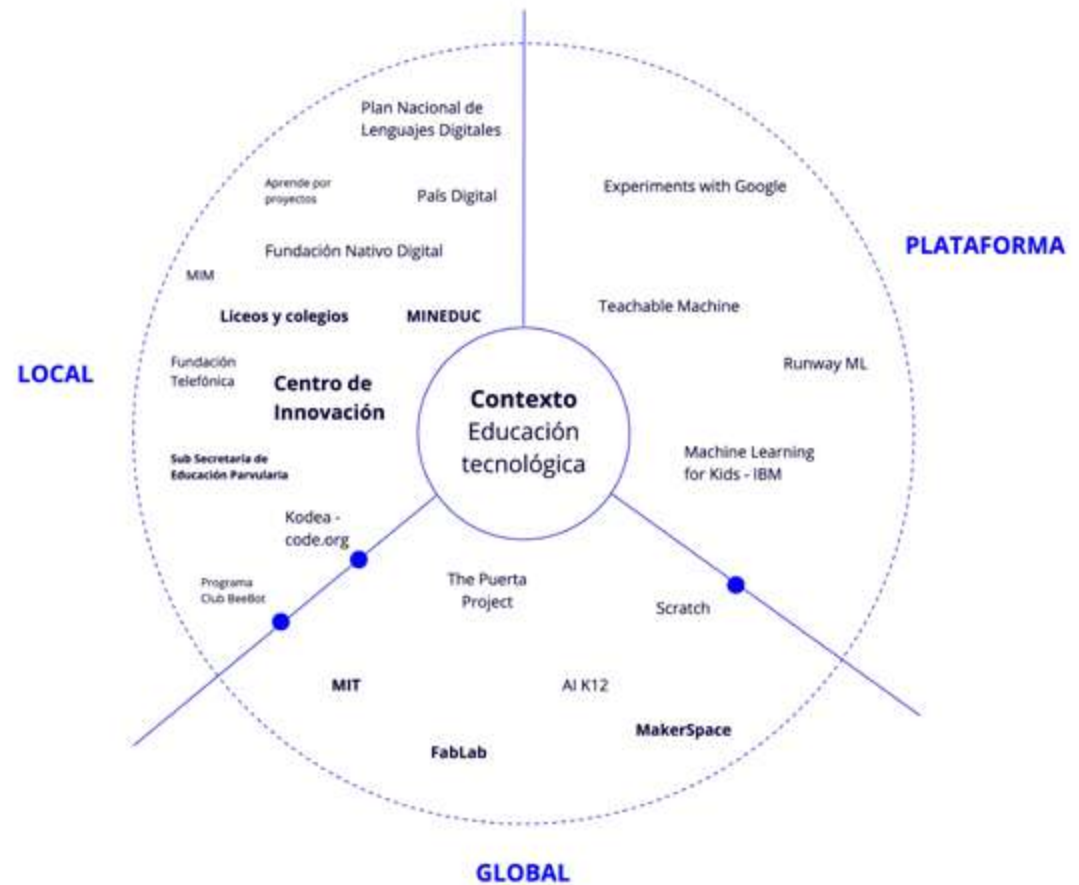 Plan Nacional de
Lenguajes Digitales
Aprende por
proyectos
País Digital
Fundación Nativo Digital
MIM
Liceos y colegios
MINEDUC
Fundación
Telefónica
Centro de
Innovación
Sub Secretaria de
Educación Parvularia
Kodea -
code.org
Programa
Club BeeBot
LOCAL
Experiments with Google
PLATAFORMA
Teachable Machine
Runway ML
Machine Learning
for Kids - IBM
Contexto
Educación
tecnológica
The Puerta
Project
Scratch
MIT
AI K12
MakerSpace
FabLab
GLOBAL